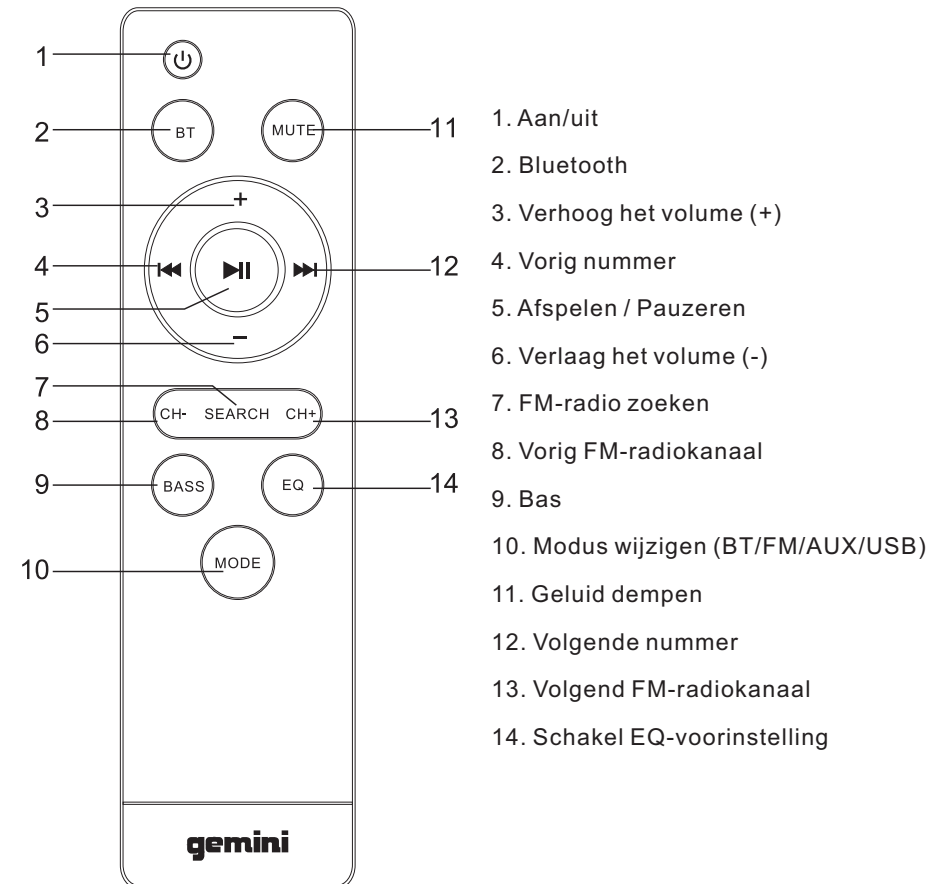 1
2
3
4
5
6
7
8
9
10
11
12
13
14
BT
MUTE
+
−
CH- SEARCH CH+
BASS
EQ
MODE
gemini
1. Aan/uit
2. Bluetooth
3. Verhoog het volume (+)
4. Vorig nummer
5. Afspelen / Pauzeren
6. Verlaag het volume (-)
7. FM-radio zoeken
8. Vorig FM-radiokanaal
9. Bas
10. Modus wijzigen (BT/FM/AUX/USB)
11. Geluid dempen
12. Volgende nummer
13. Volgend FM-radiokanaal
14. Schakel EQ-voorinstelling